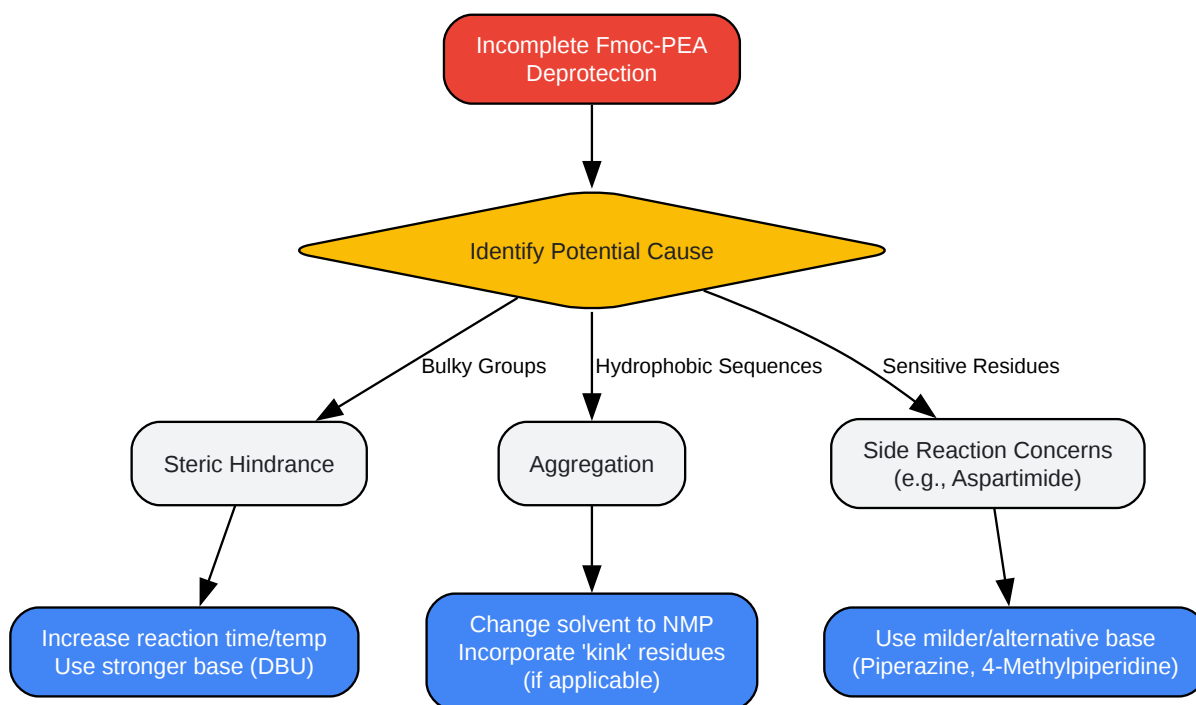 Incomplete Fmoc-PEA
Deprotection
Identify Potential Cause
Bulky Groups
Hydrophobic Sequences
Sensitive Residues
Steric Hindrance
Aggregation
Side Reaction Concerns
(e.g., Aspartimide)
Increase reaction time/temp
Use stronger base (DBU)
Change solvent to NMP
Incorporate 'kink' residues
(if applicable)
Use milder/alternative base
(Piperazine, 4-Methylpiperidine)